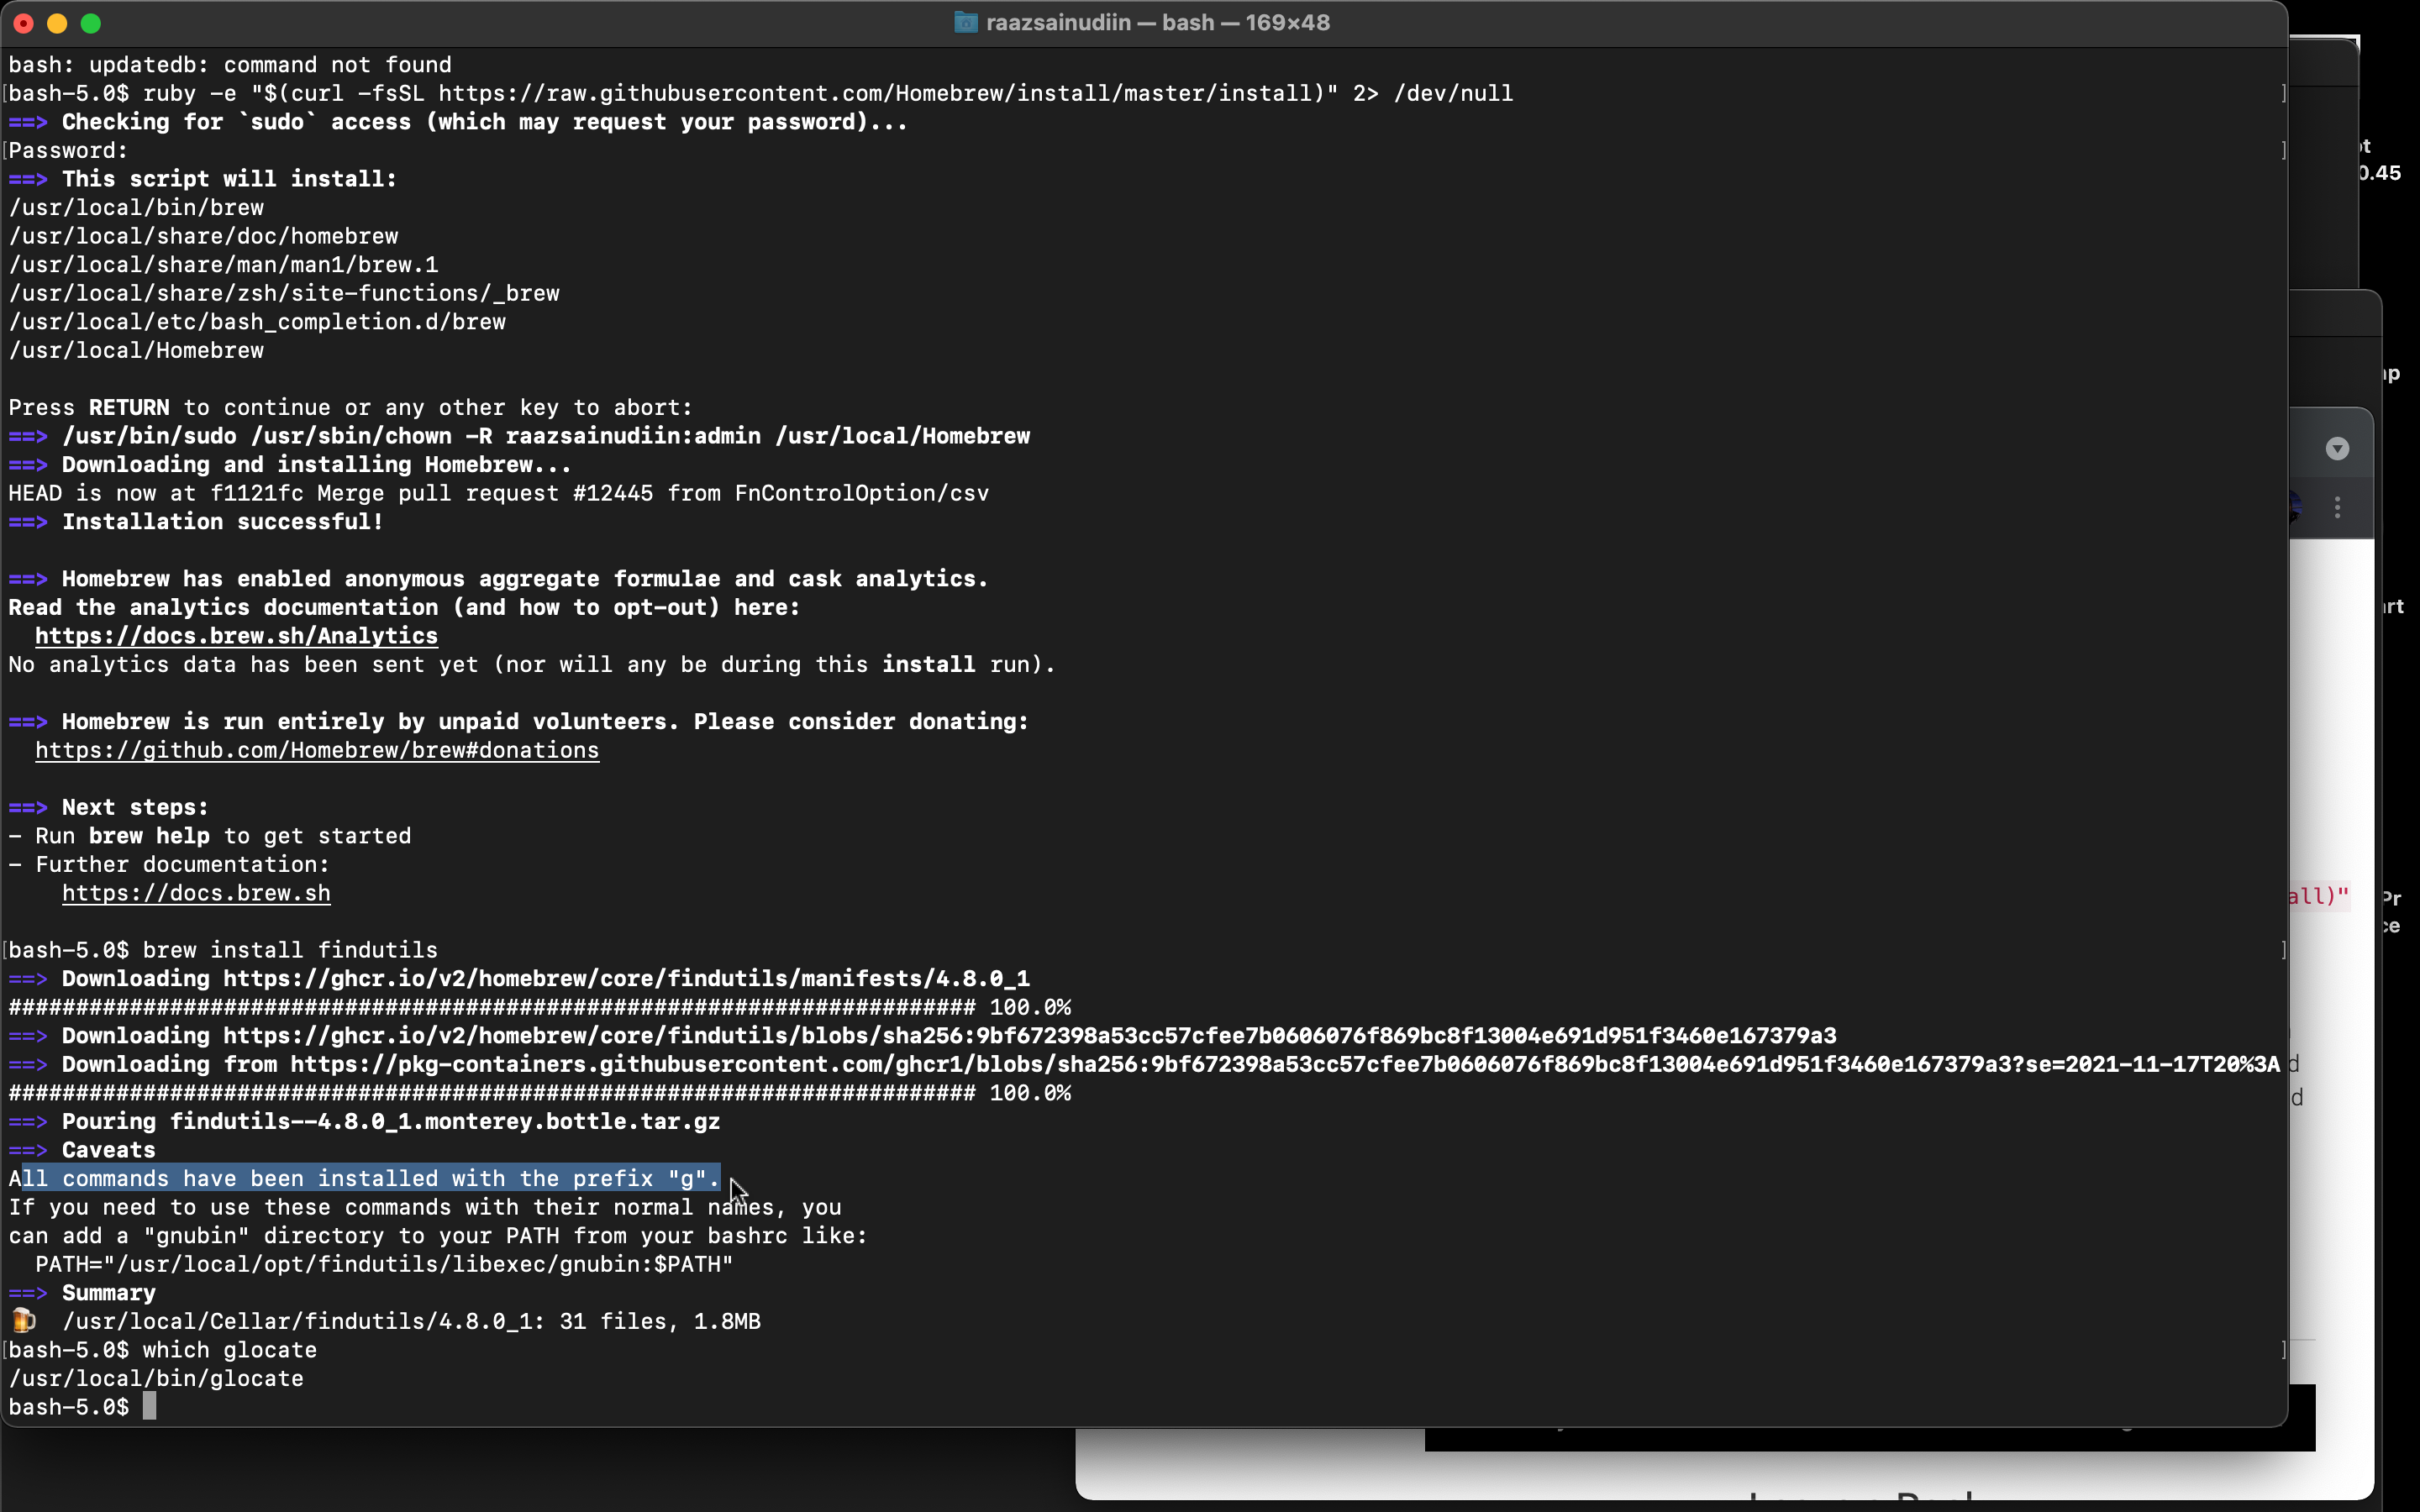 raazsainudiin — bash — 169×48
bash: updatedb: command not found
[bash-5.0$ ruby -e "$(curl -fsSL https://raw.githubusercontent.com/Homebrew/install/master/install)" 2> /dev/null ]
==> Checking for `sudo` access (which may request your password)...
[Password: ]
==> This script will install:
/usr/local/bin/brew
/usr/local/share/doc/homebrew
/usr/local/share/man/man1/brew.1
/usr/local/share/zsh/site-functions/_brew
/usr/local/etc/bash_completion.d/brew
/usr/local/Homebrew
Press RETURN to continue or any other key to abort:
==> /usr/bin/sudo /usr/sbin/chown -R raazsainudiin:admin /usr/local/Homebrew
==> Downloading and installing Homebrew...
HEAD is now at f1121fc Merge pull request #12445 from FnControlOption/csv
==> Installation successful!
==> Homebrew has enabled anonymous aggregate formulae and cask analytics.
Read the analytics documentation (and how to opt-out) here:
https://docs.brew.sh/Analytics
No analytics data has been sent yet (nor will any be during this install run).
==> Homebrew is run entirely by unpaid volunteers. Please consider donating:
https://github.com/Homebrew/brew#donations
==> Next steps:
- Run brew help to get started
- Further documentation:
https://docs.brew.sh
[bash-5.0$ brew install findutils ]
==> Downloading https://ghcr.io/v2/homebrew/core/findutils/manifests/4.8.0_1
######################################################################## 100.0%
==> Downloading https://ghcr.io/v2/homebrew/core/findutils/blobs/sha256:9bf672398a53cc57cfee7b0606076f869bc8f13004e691d951f3460e167379a3
==> Downloading from https://pkg-containers.githubusercontent.com/ghcr1/blobs/sha256:9bf672398a53cc57cfee7b0606076f869bc8f13004e691d951f3460e167379a3?se=2021-11-17T20%3A
######################################################################## 100.0%
==> Pouring findutils--4.8.0_1.monterey.bottle.tar.gz
==> Caveats
All commands have been installed with the prefix "g".
If you need to use these commands with their normal names, you
can add a "gnubin" directory to your PATH from your bashrc like:
PATH="/usr/local/opt/findutils/libexec/gnubin:$PATH"
==> Summary
🍺 /usr/local/Cellar/findutils/4.8.0_1: 31 files, 1.8MB
[bash-5.0$ which glocate ]
/usr/local/bin/glocate
bash-5.0$
0.45
all)"